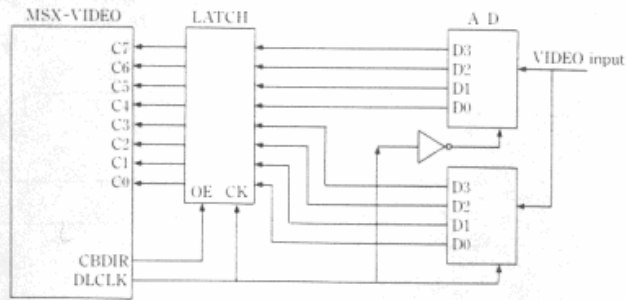 MSX-VIDEO
LATCH
A D
C7
C6
C5
C4
C3
C2
C1
C0
OE CK
CBDIR
DLCLK
D3
D2
D1
D0
VIDEO input
D3
D2
D1
D0